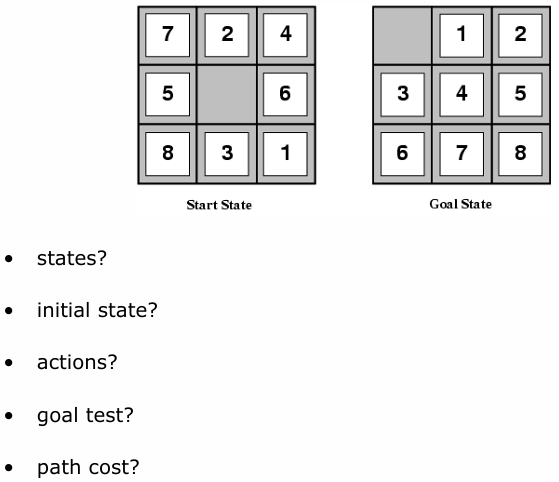 7 2 4 1 2
5 6 3 4 5
8 3 1 6 7 8
Start State Goal State
• states?
• initial state?
• actions?
• goal test?
• path cost?